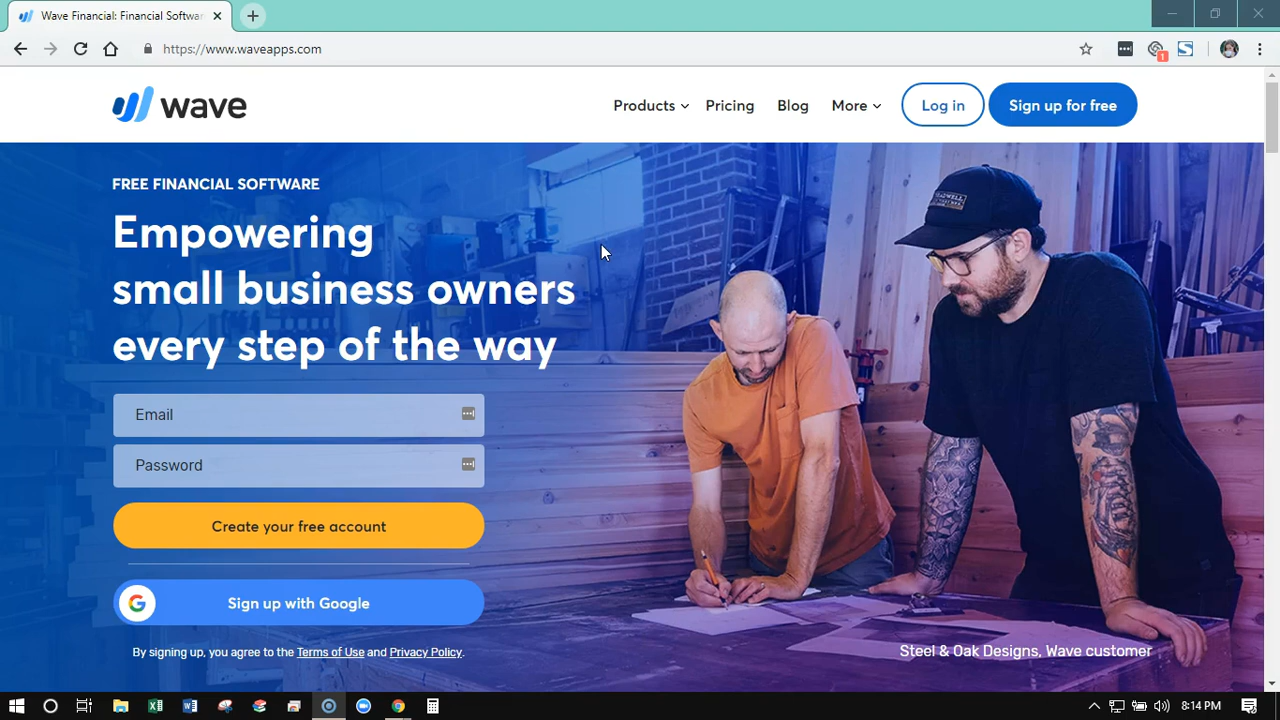 Wave Financial: Financial Softwar
https://www.waveapps.com
1
wave
Products
Pricing
Blog
More
Log in
Sign up for free
FREE FINANCIAL SOFTWARE
Empowering
small business owners
every step of the way
Email
Password
Create your free account
Sign up with Google
By signing up, you agree to the Terms of Use and Privacy Policy.
Steel & Oak Designs, Wave customer
8:14 PM